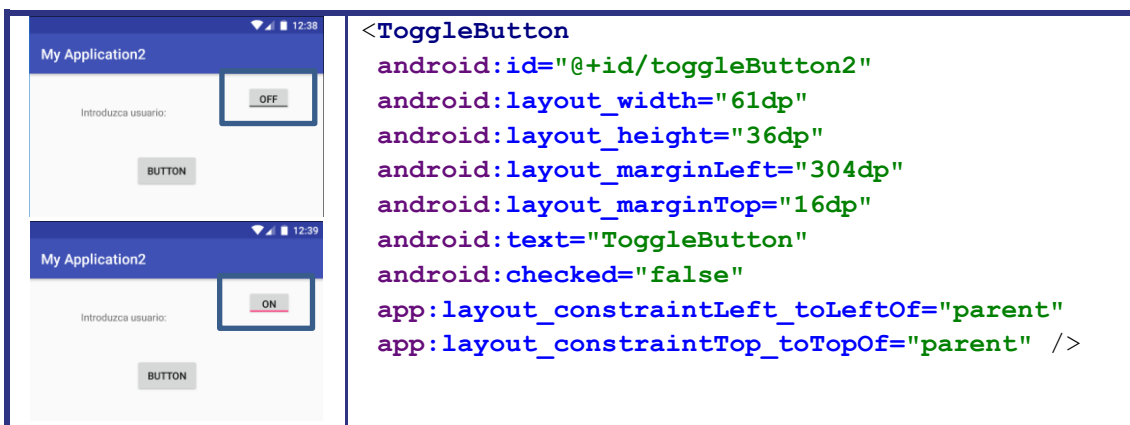 12:38
My Application2
OFF
Introduzca usuario:
BUTTON
12:39
My Application2
ON
Introduzca usuario:
BUTTON
<ToggleButton
android:id="@+id/toggleButton2"
android:layout_width="61dp"
android:layout_height="36dp"
android:layout_marginLeft="304dp"
android:layout_marginTop="16dp"
android:text="ToggleButton"
android:checked="false"
app:layout_constraintLeft_toLeftOf="parent"
app:layout_constraintTop_toTopOf="parent" />